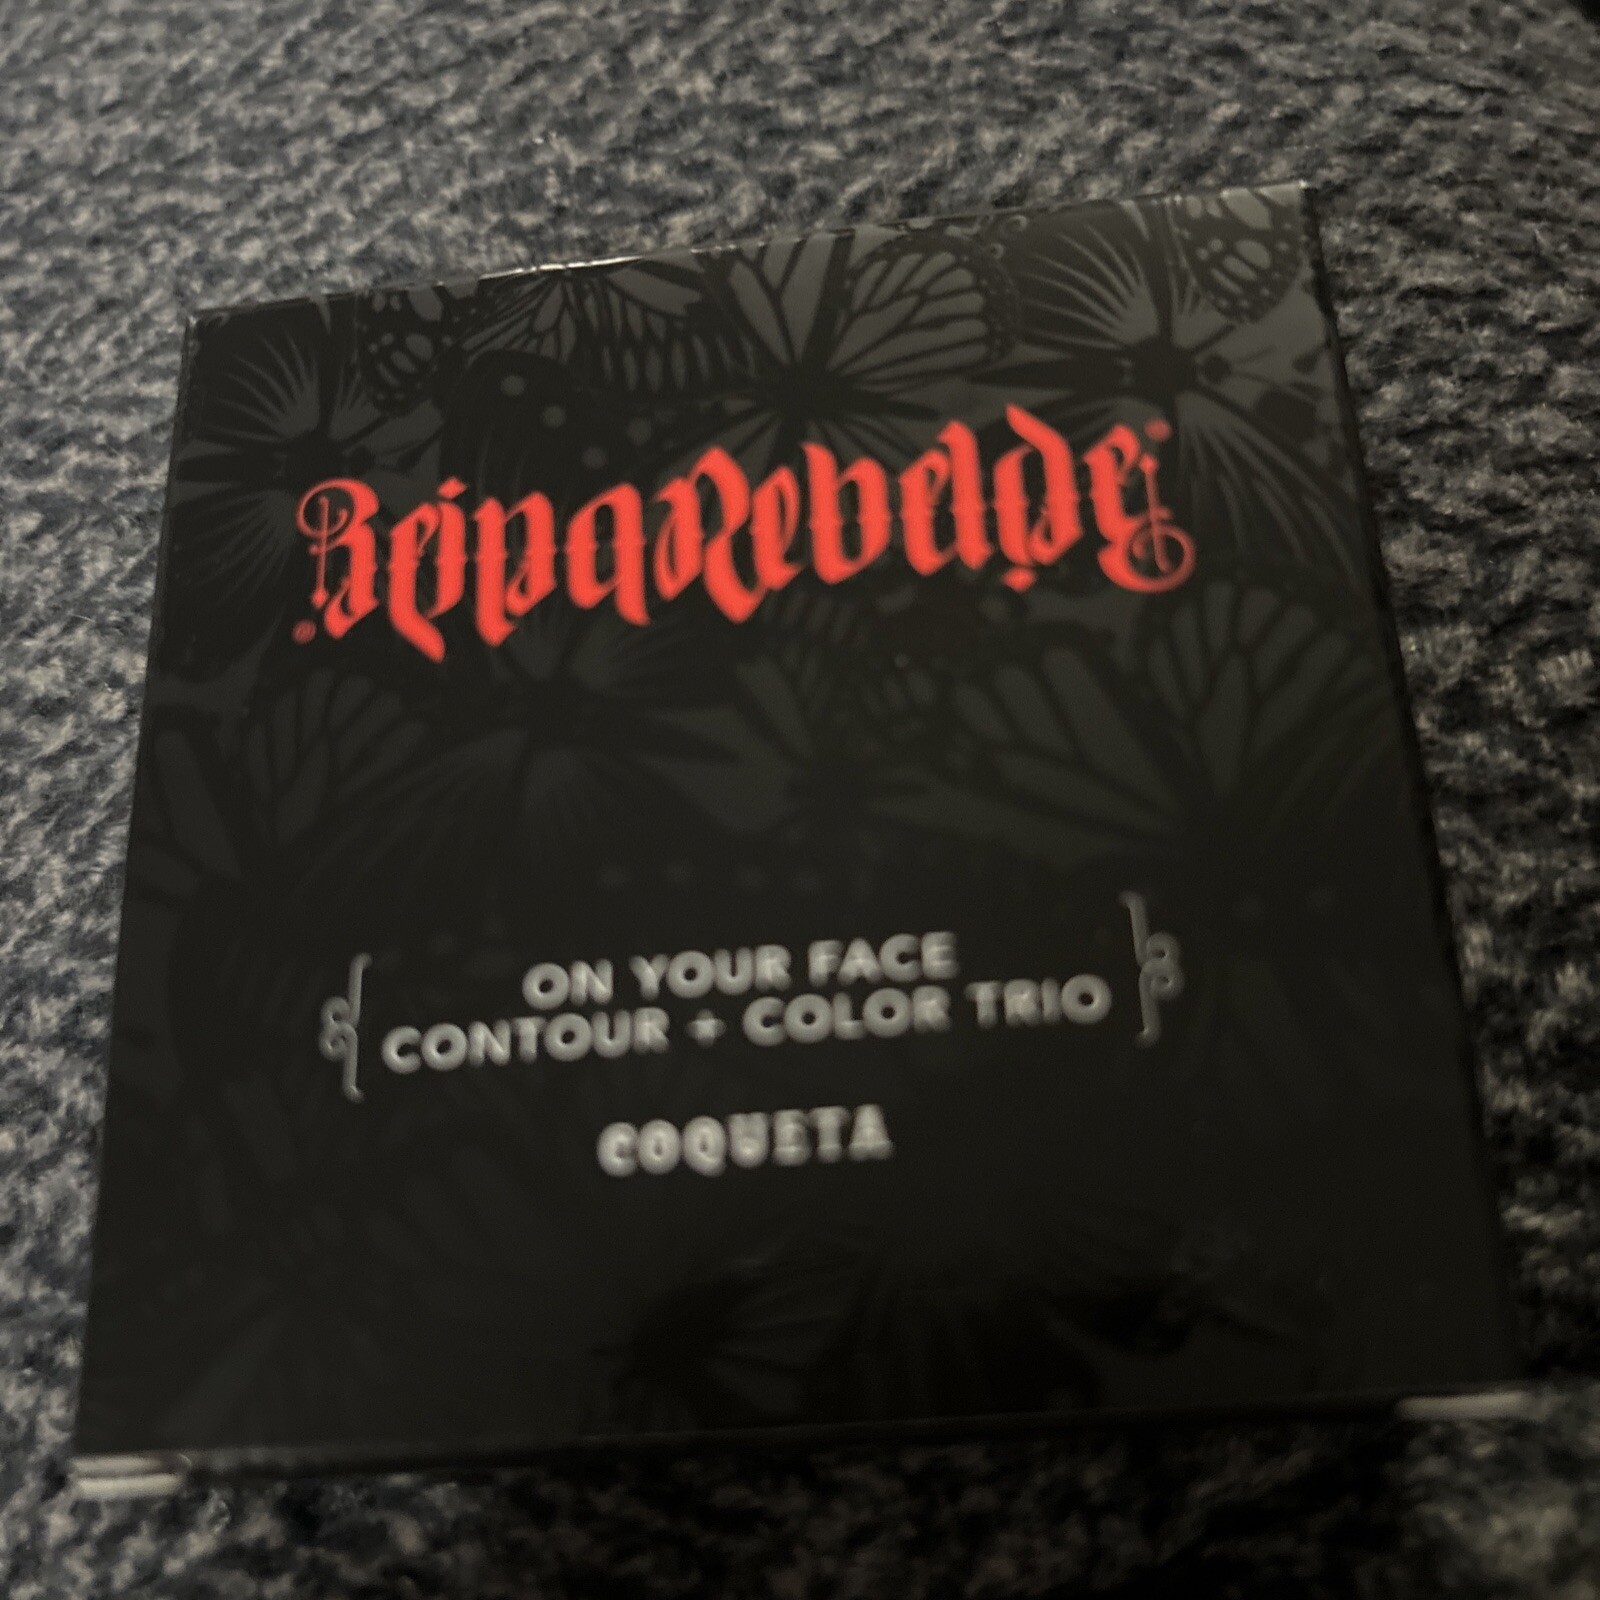 ReinaRebelde
ON YOUR FACE
CONTOUR + COLOR TRIO
COQUETA